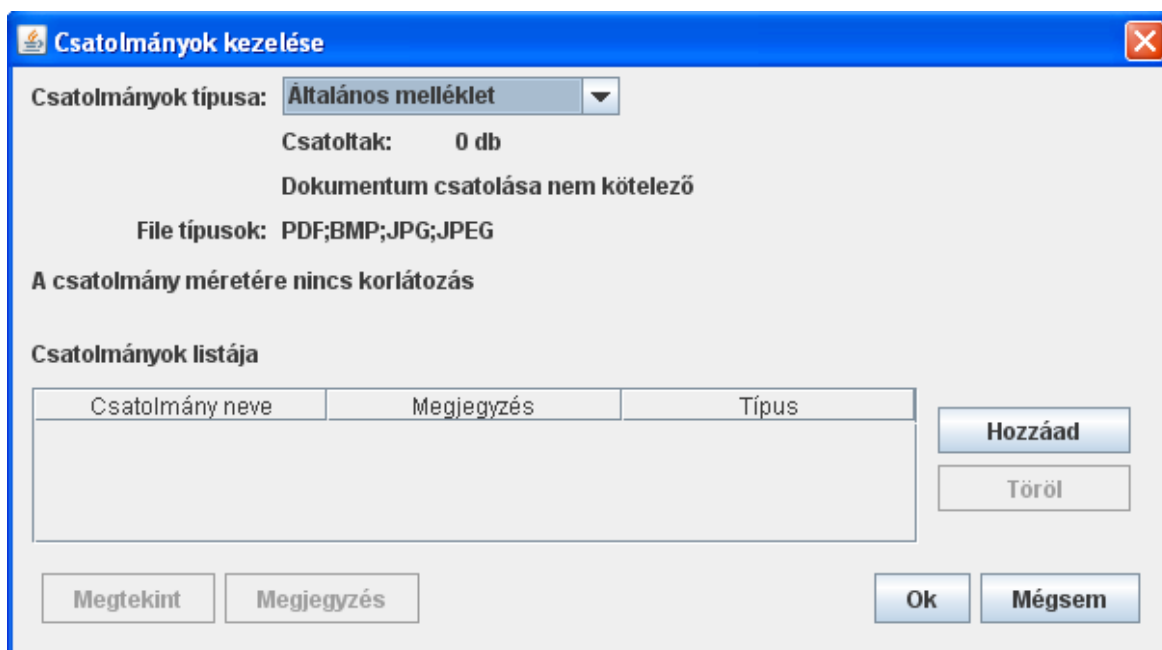 Csatolmányok kezelése
Csatolmányok típusa: Általános melléklet
Csatoltak: 0 db
Dokumentum csatolása nem kötelező
File típusok: PDF;BMP;JPG;JPEG
A csatolmány méretére nincs korlátozás
Csatolmányok listája
Csatolmány neve Megjegyzés Típus
Hozzáad
Töröl
Megtekint Megjegyzés Ok Mégsem